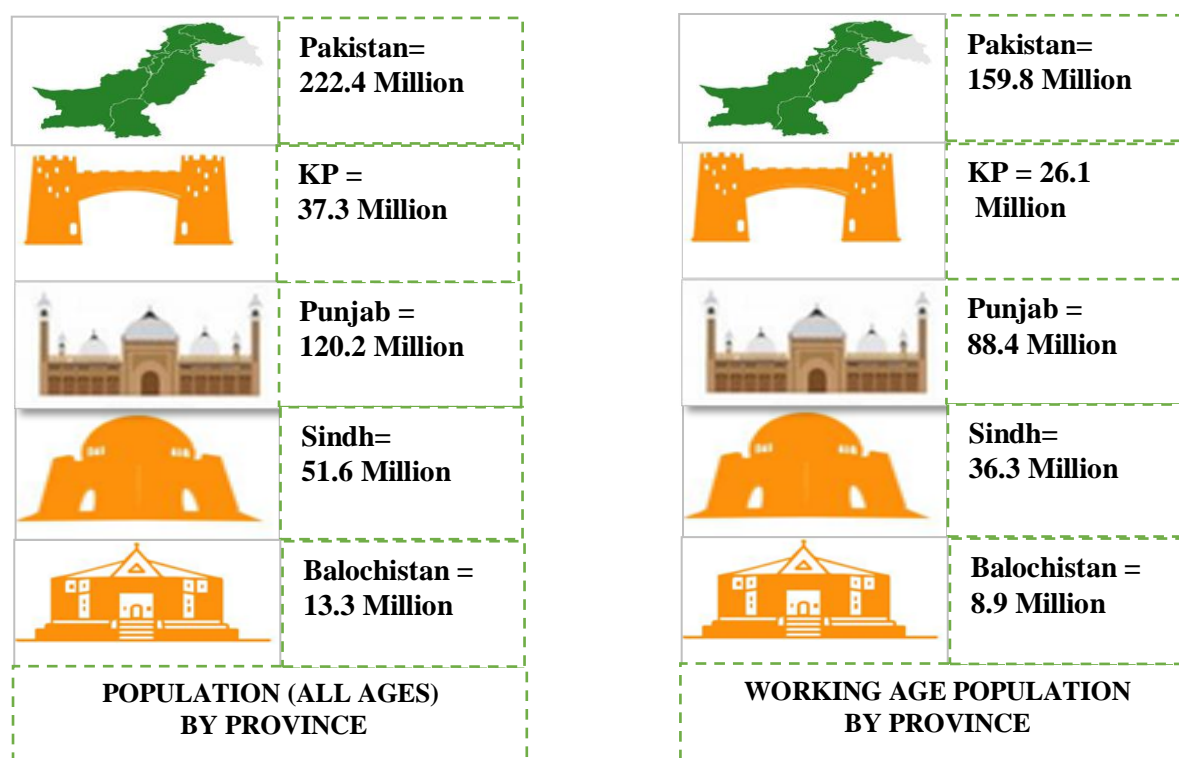 Pakistan=
222.4 Million
KP =
37.3 Million
Punjab =
120.2 Million
Sindh=
51.6 Million
Balochistan =
13.3 Million
POPULATION (ALL AGES)
BY PROVINCE
Pakistan=
159.8 Million
KP = 26.1
Million
Punjab =
88.4 Million
Sindh=
36.3 Million
Balochistan =
8.9 Million
WORKING AGE POPULATION
BY PROVINCE